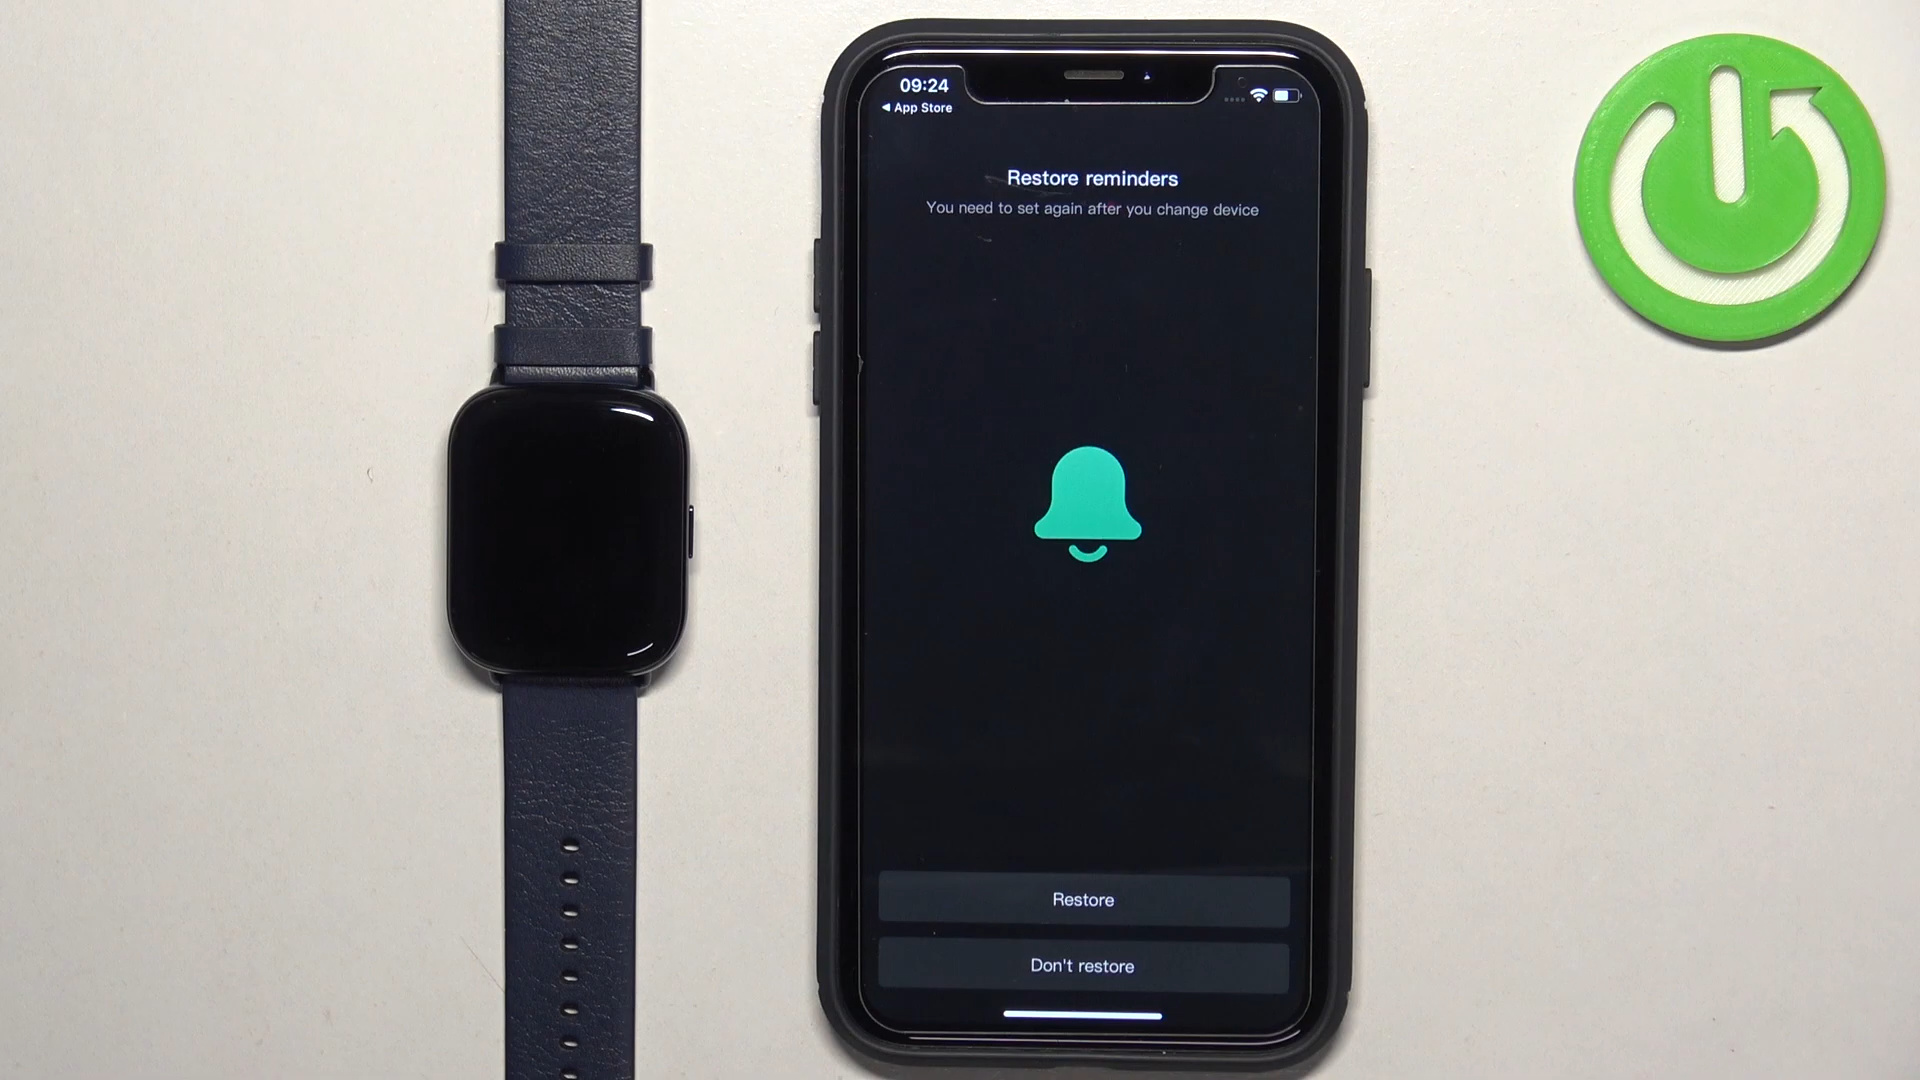 09:24
◀ App Store
Restore reminders
You need to set again after you change device
Restore
Don't restore